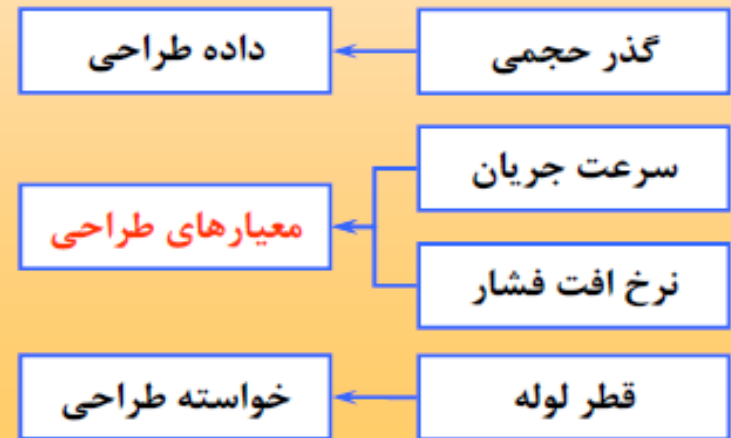 گذر حجمی
داده طراحی
سرعت جریان
معیارهای طراحی
نرخ افت فشار
قطر لوله
خواسته طراحی